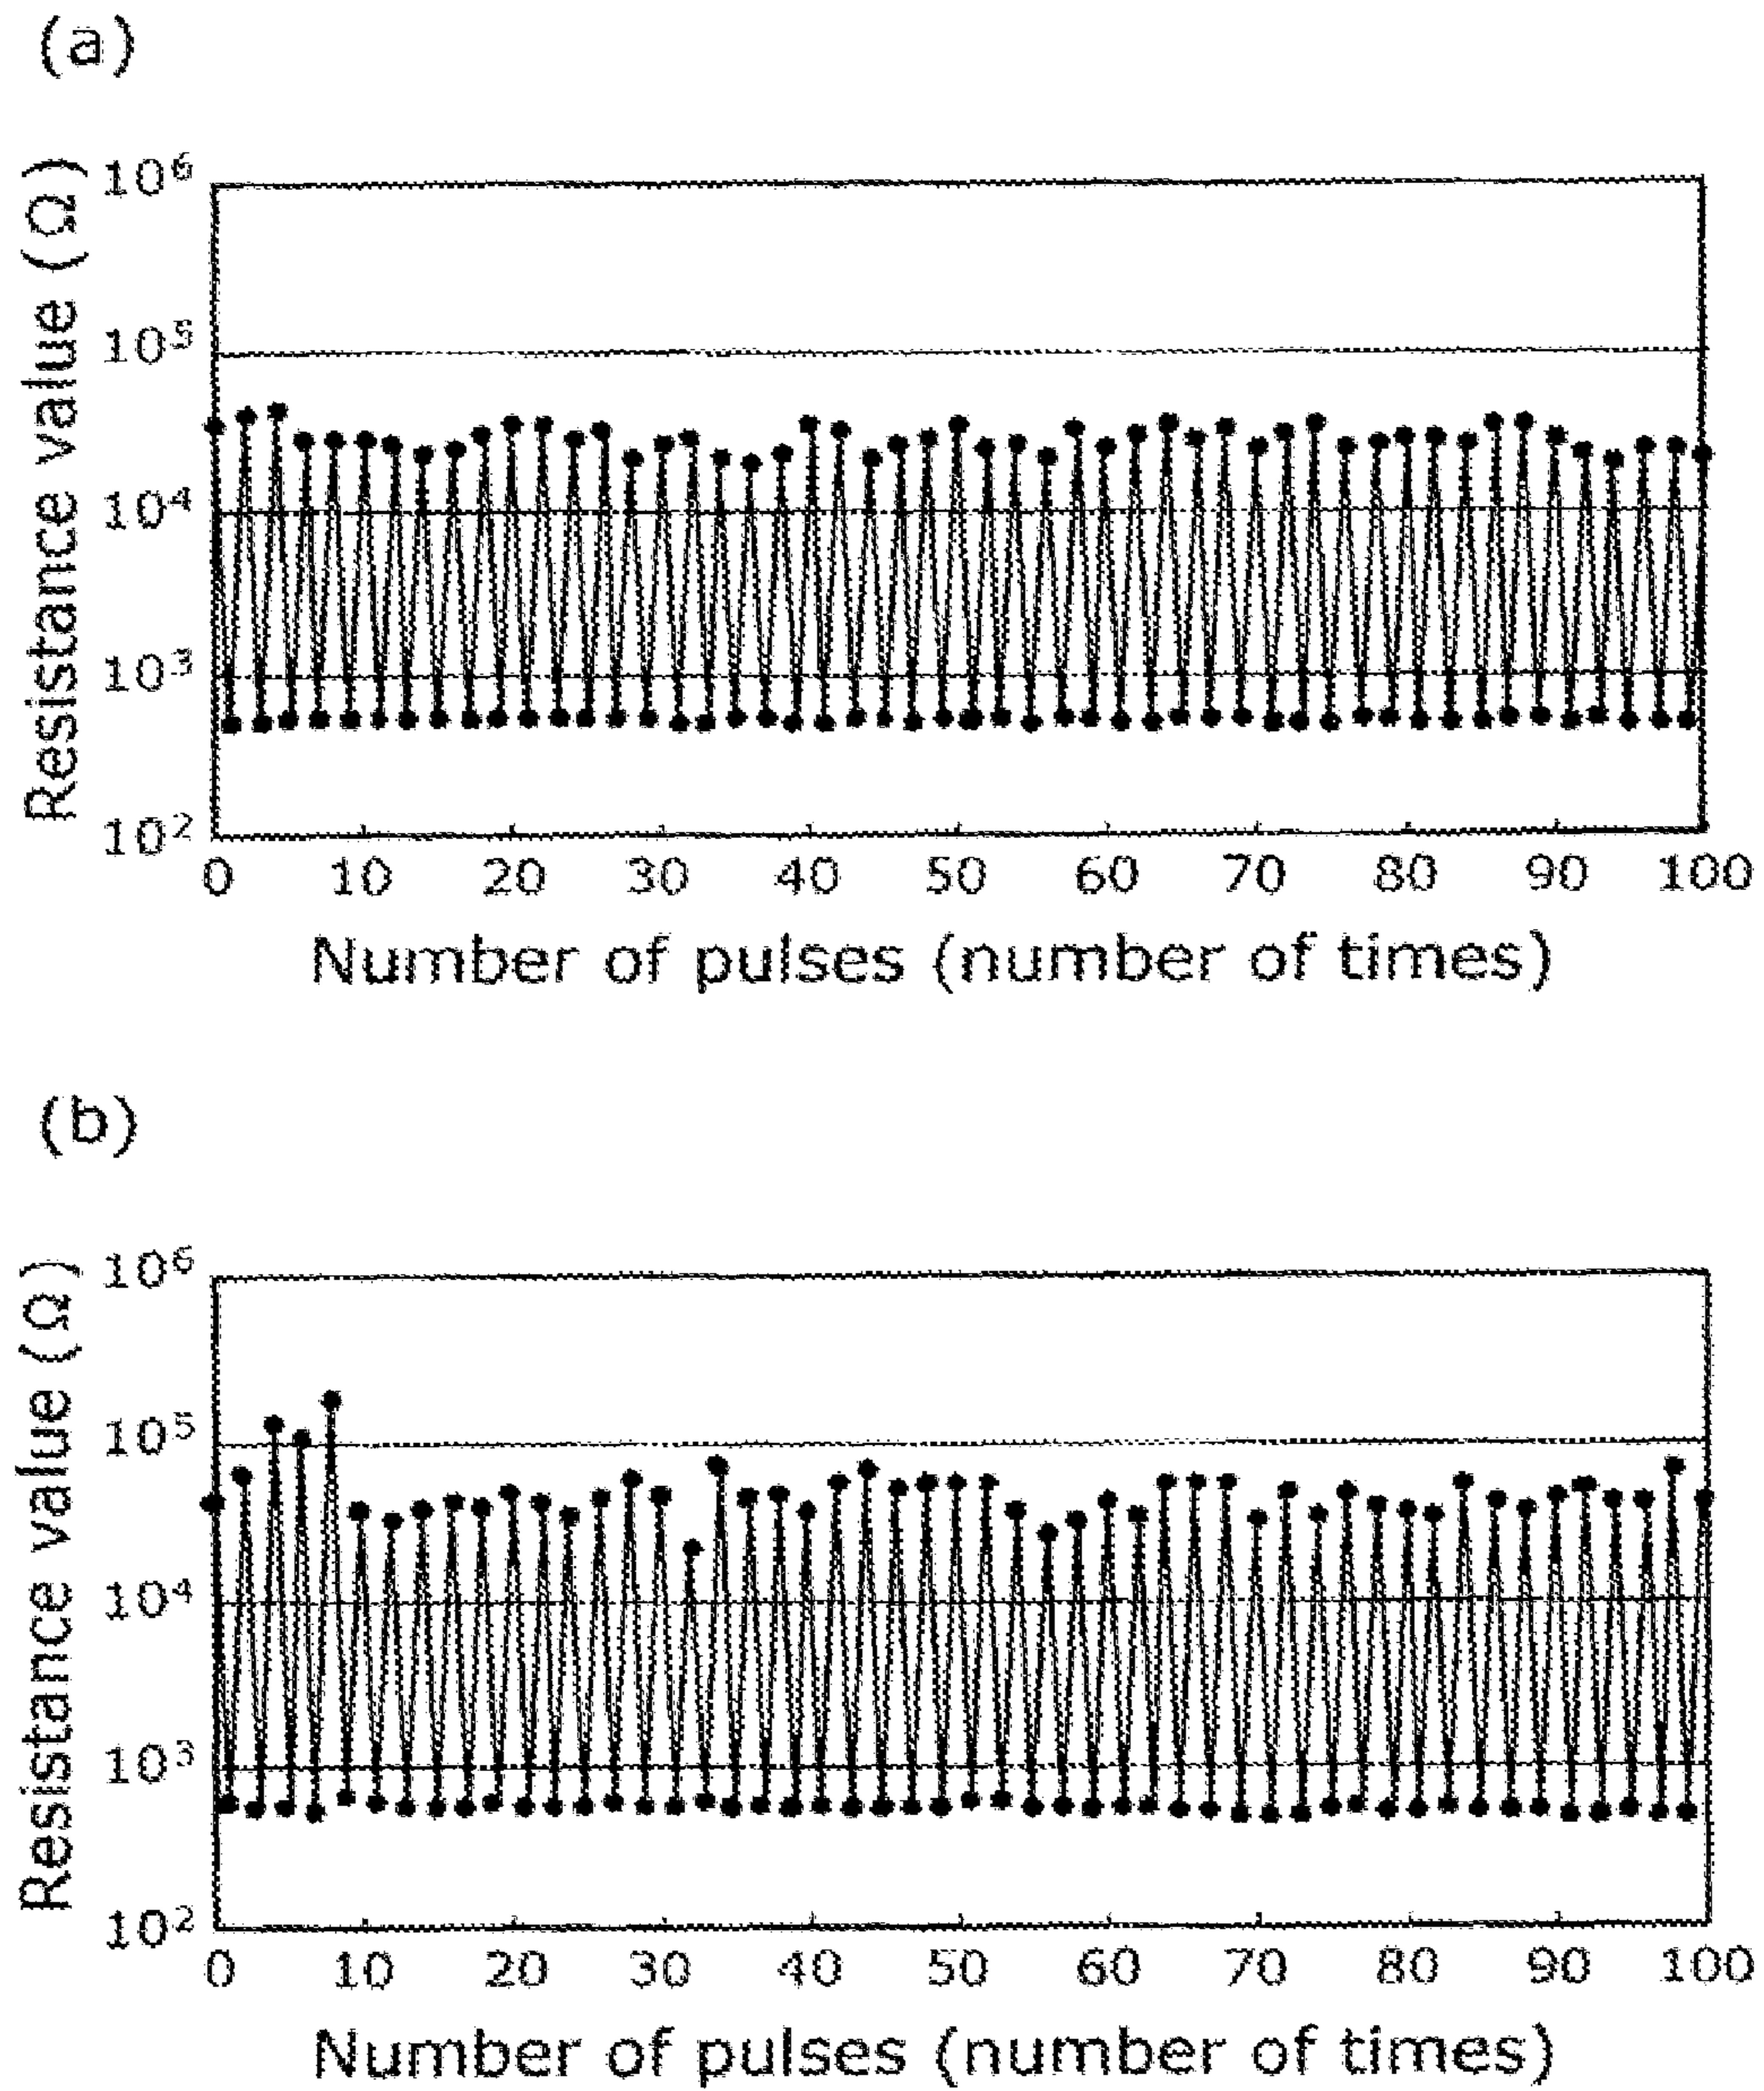 (a)
Resistance value (Ω)
10⁶
10⁵
10⁴
10³
10²
0 10 20 30 40 50 60 70 80 90 100
Number of pulses (number of times)
(b)
Resistance value (Ω)
10⁶
10⁵
10⁴
10³
10²
0 10 20 30 40 50 60 70 80 90 100
Number of pulses (number of times)